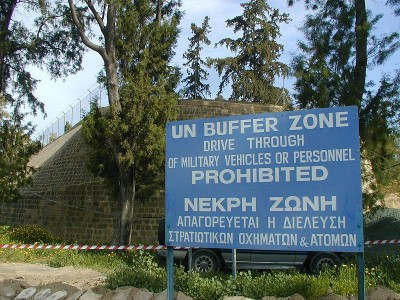 UN BUFFER ZONE
DRIVE THROUGH
OF MILITARY VEHICLES OR PERSONNEL
PROHIBITED
ΝΕΚΡΗ ΖΩΝΗ
ΑΠΑΓΟΡΕΥΕΤΑΙ Η ΔΙΕΛΕΥΣΗ
ΣΤΡΑΤΙΩΤΙΚΩΝ ΟΧΗΜΑΤΩΝ & ΑΤΟΜΩΝ